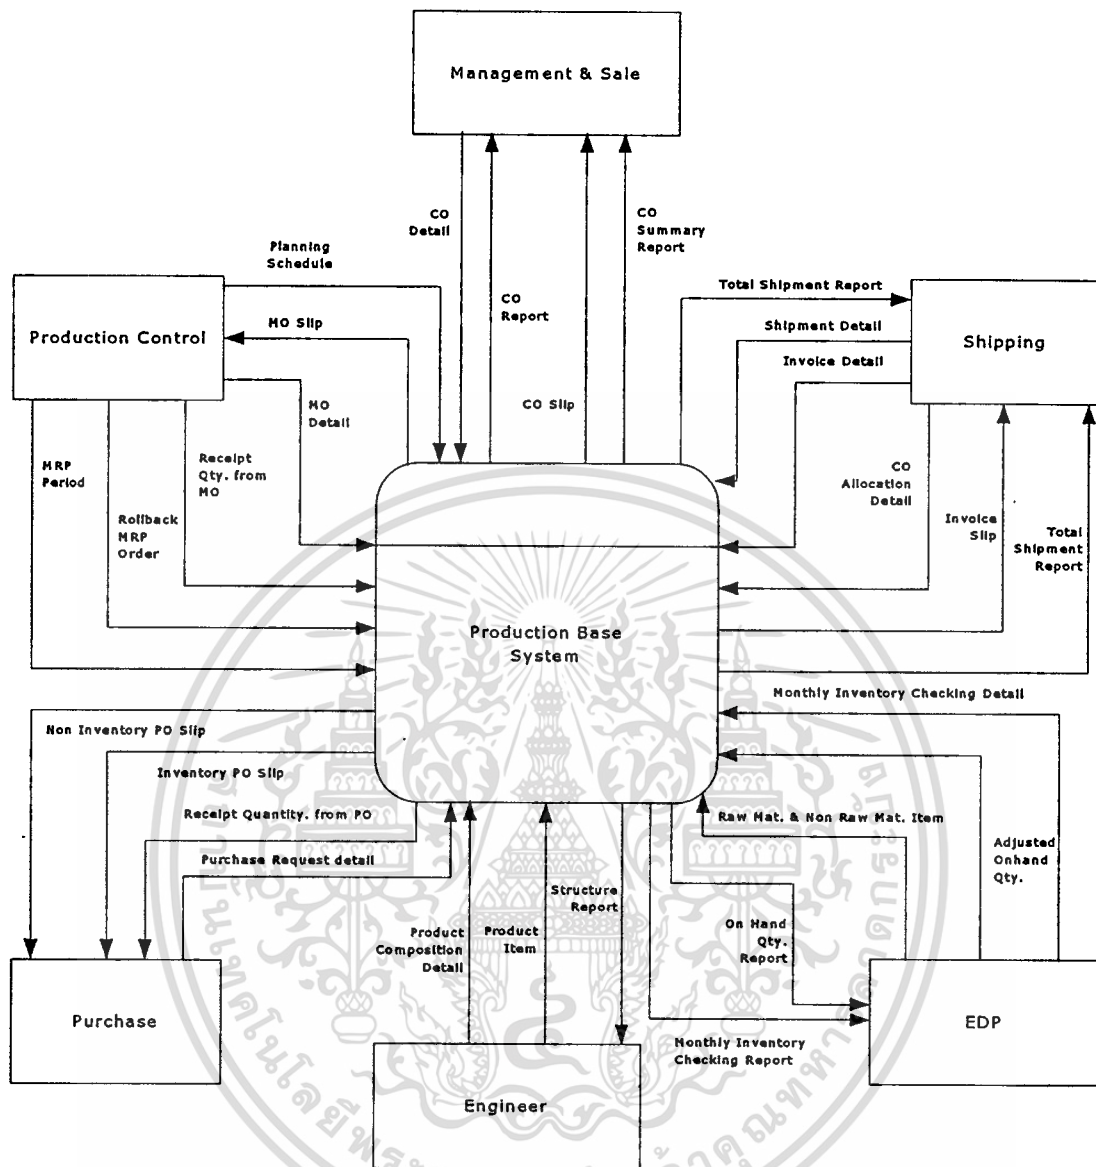 Management & Sale
CO
Detail
CO
Summary
Report
Planning
Schedule
CO
Report
Total Shipment Report
Production Control
MO Slip
Shipment Detail
Shipping
Invoice Detail
MO
Detail
CO Slip
MRP
Period
Receipt
Qty. from
MO
CO
Allocation
Detail
Rollback
MRP
Order
Invoice
Slip
Total
Shipment
Report
Production Base
System
Monthly Inventory Checking Detail
Non Inventory PO Slip
Inventory PO Slip
Receipt Quantity. from PO
Raw Mat. & Non Raw Mat. Item
Purchase Request detail
Adjusted
Onhand
Qty.
Structure
Report
Product
Composition
Detail
Product
Item
On Hand
Qty.
Report
Purchase
EDP
Monthly Inventory
Checking Report
Engineer